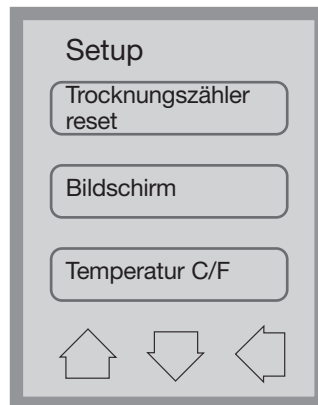 Setup
Trocknungszähler
reset
Bildschirm
Temperatur C/F